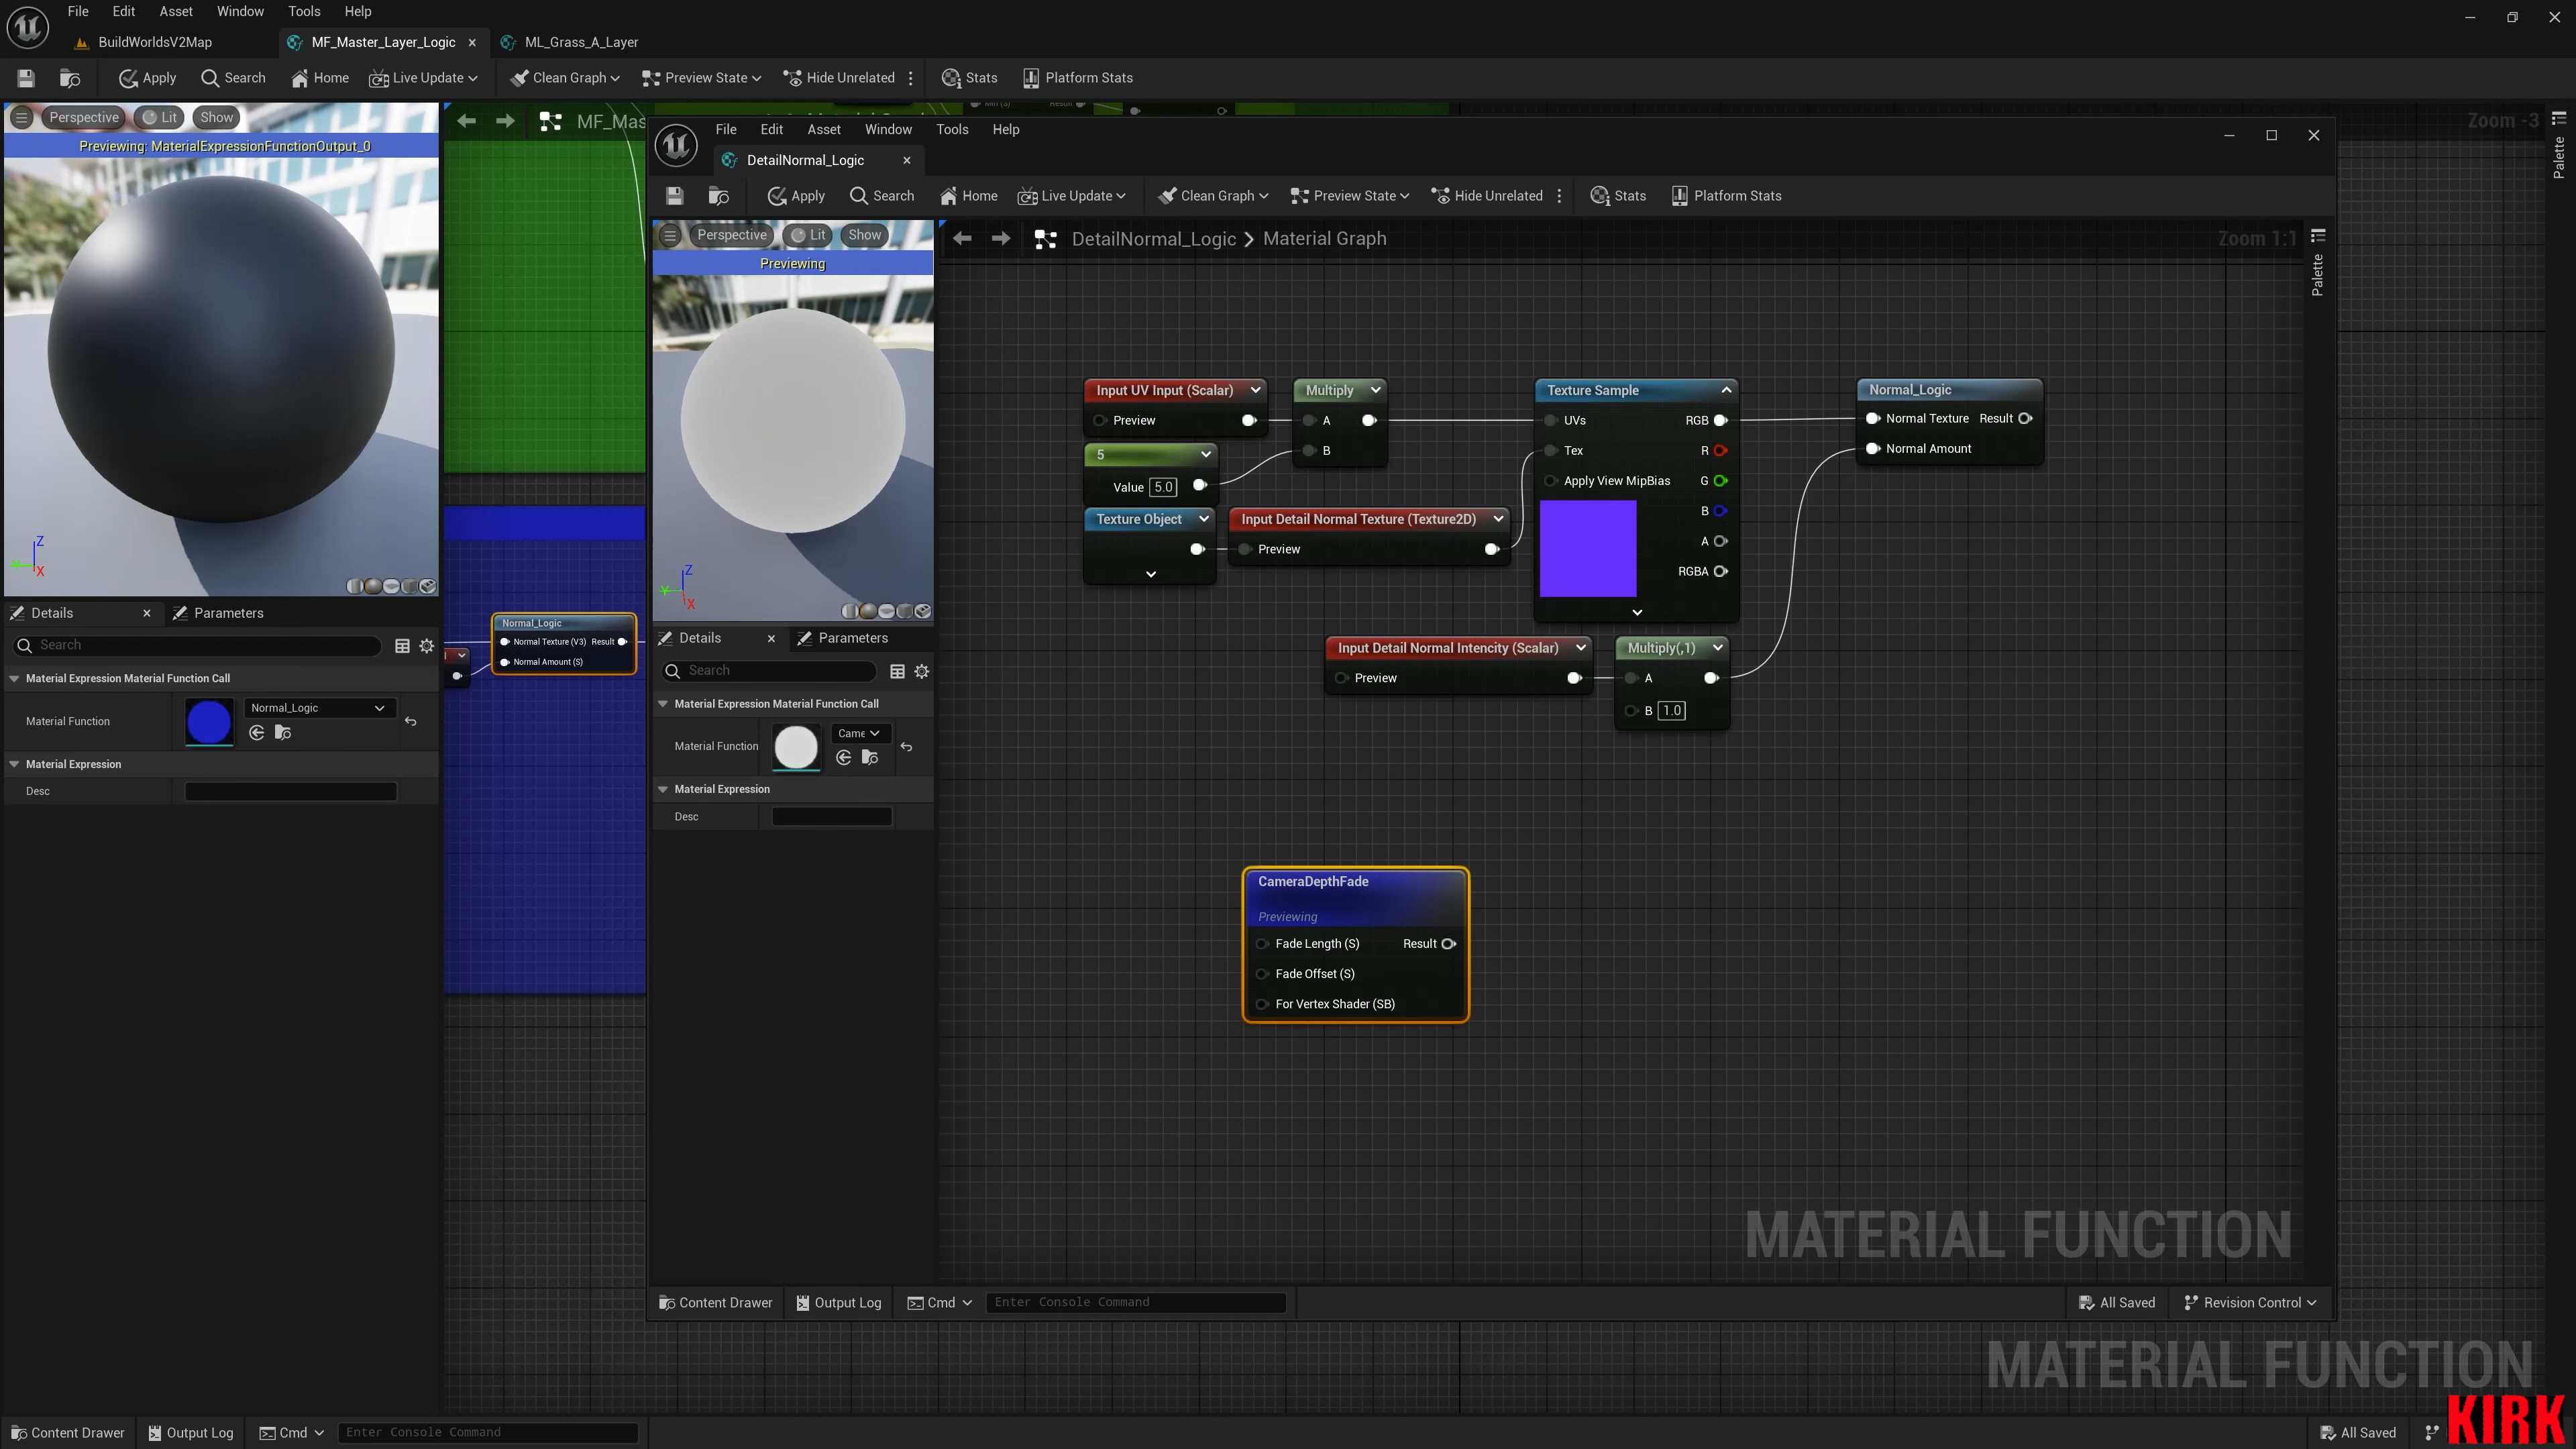 File Edit Asset Window Tools Help
BuildWorldsV2Map
MF_Master_Layer_Logic
ML_Grass_A_Layer
Apply Search Home Live Update Clean Graph Preview State Hide Unrelated Stats Platform Stats
Perspective Lit Show
Previewing: MaterialExpressionFunctionOutput_0
MF_Mas
Zoom -3
Palette
Z
X
Details Parameters
Search
Material Expression Material Function Call
Material Function
Normal_Logic
Material Expression
Desc
Normal_Logic
Normal Texture (V3) Result
Normal Amount (S)
File Edit Asset Window Tools Help
DetailNormal_Logic
Apply Search Home Live Update Clean Graph Preview State Hide Unrelated Stats Platform Stats
Perspective Lit Show
Previewing
Z
Y
X
Details Parameters
Search
Material Expression Material Function Call
Material Function
Came
Material Expression
Desc
DetailNormal_Logic > Material Graph
Zoom 1:1
Palette
Input UV Input (Scalar)
Preview
5
Value 5.0
Multiply
A
B
Texture Object
Input Detail Normal Texture (Texture2D)
Preview
Texture Sample
UVs RGB
Tex R
Apply View MipBias G
B
A
RGBA
Normal_Logic
Normal Texture Result
Normal Amount
Input Detail Normal Intencity (Scalar)
Preview
Multiply(,1)
A
B 1.0
CameraDepthFade
Previewing
Fade Length (S) Result
Fade Offset (S)
For Vertex Shader (SB)
MATERIAL FUNCTION
Content Drawer Output Log Cmd Enter Console Command
All Saved Revision Control
MATERIAL FUNCTION
KIRK
Content Drawer Output Log Cmd Enter Console Command
All Saved